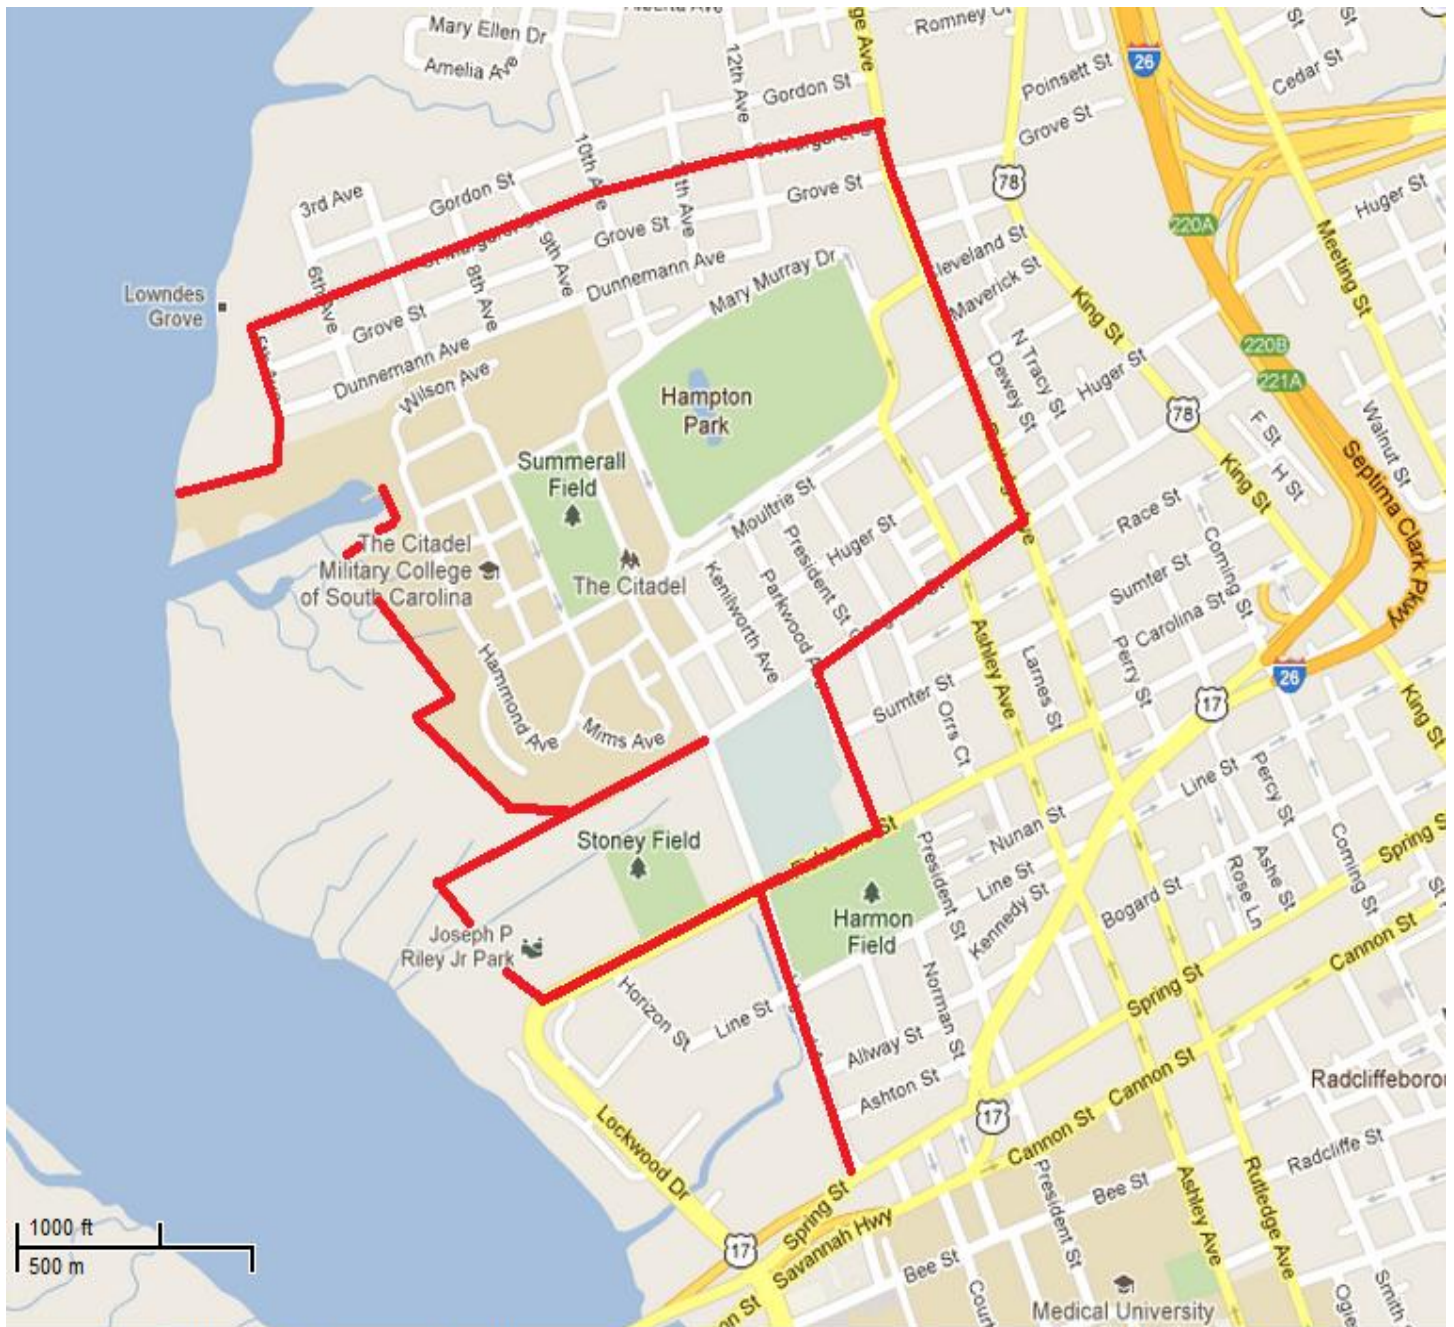 Mary Ellen Dr
Amelia Ave
12th Ave
Romney Ct
Gordon St
Poinsett St
Grove St
Cedar St
26
78
10th Ave
3rd Ave
Gordon St
Grove St
Huger St
220A
9th Ave
Grove St
Cleveland St
Meeting St
6th Ave
8th Ave
Dunnemann Ave
Mary Murray Dr
Maverick St
King St
Lowndes
Grove
Grove St
N Tracy St
220B
221A
Dunnemann Ave
Wilson Ave
Dewey St
Huger St
78
Walnut St
Hampton
Park
F St
H St
Septima Clark Pkwy
Summerall
Field
King St
Moultrie St
Race St
The Citadel
Military College
of South Carolina
The Citadel
Huger St
President St
Parkwood Ave
Kenilworth Ave
Coming St
Sumter St
Carolina St
Perry St
Ashley Ave
Larnes St
26
17
King St
Hammond Ave
Mims Ave
Sumter St
Orrs Ct
Line St
Percy St
Stoney Field
President St
Nunan St
Line St
Kennedy St
Bogard St
Ashe St
Rose Ln
Coming St
Spring St
Cannon St
Harmon
Field
Joseph P
Riley Jr Park
Horizon St
Line St
Norman St
Spring St
Allway St
Ashton St
Cannon St
Radcliffeboro
17
Lockwood Dr
Cannon St
Radcliffe St
President St
Bee St
Ashley Ave
Rutledge Ave
1000 ft
500 m
17
Spring St
Savannah Hwy
Bee St
Court
Smith St
Medical University